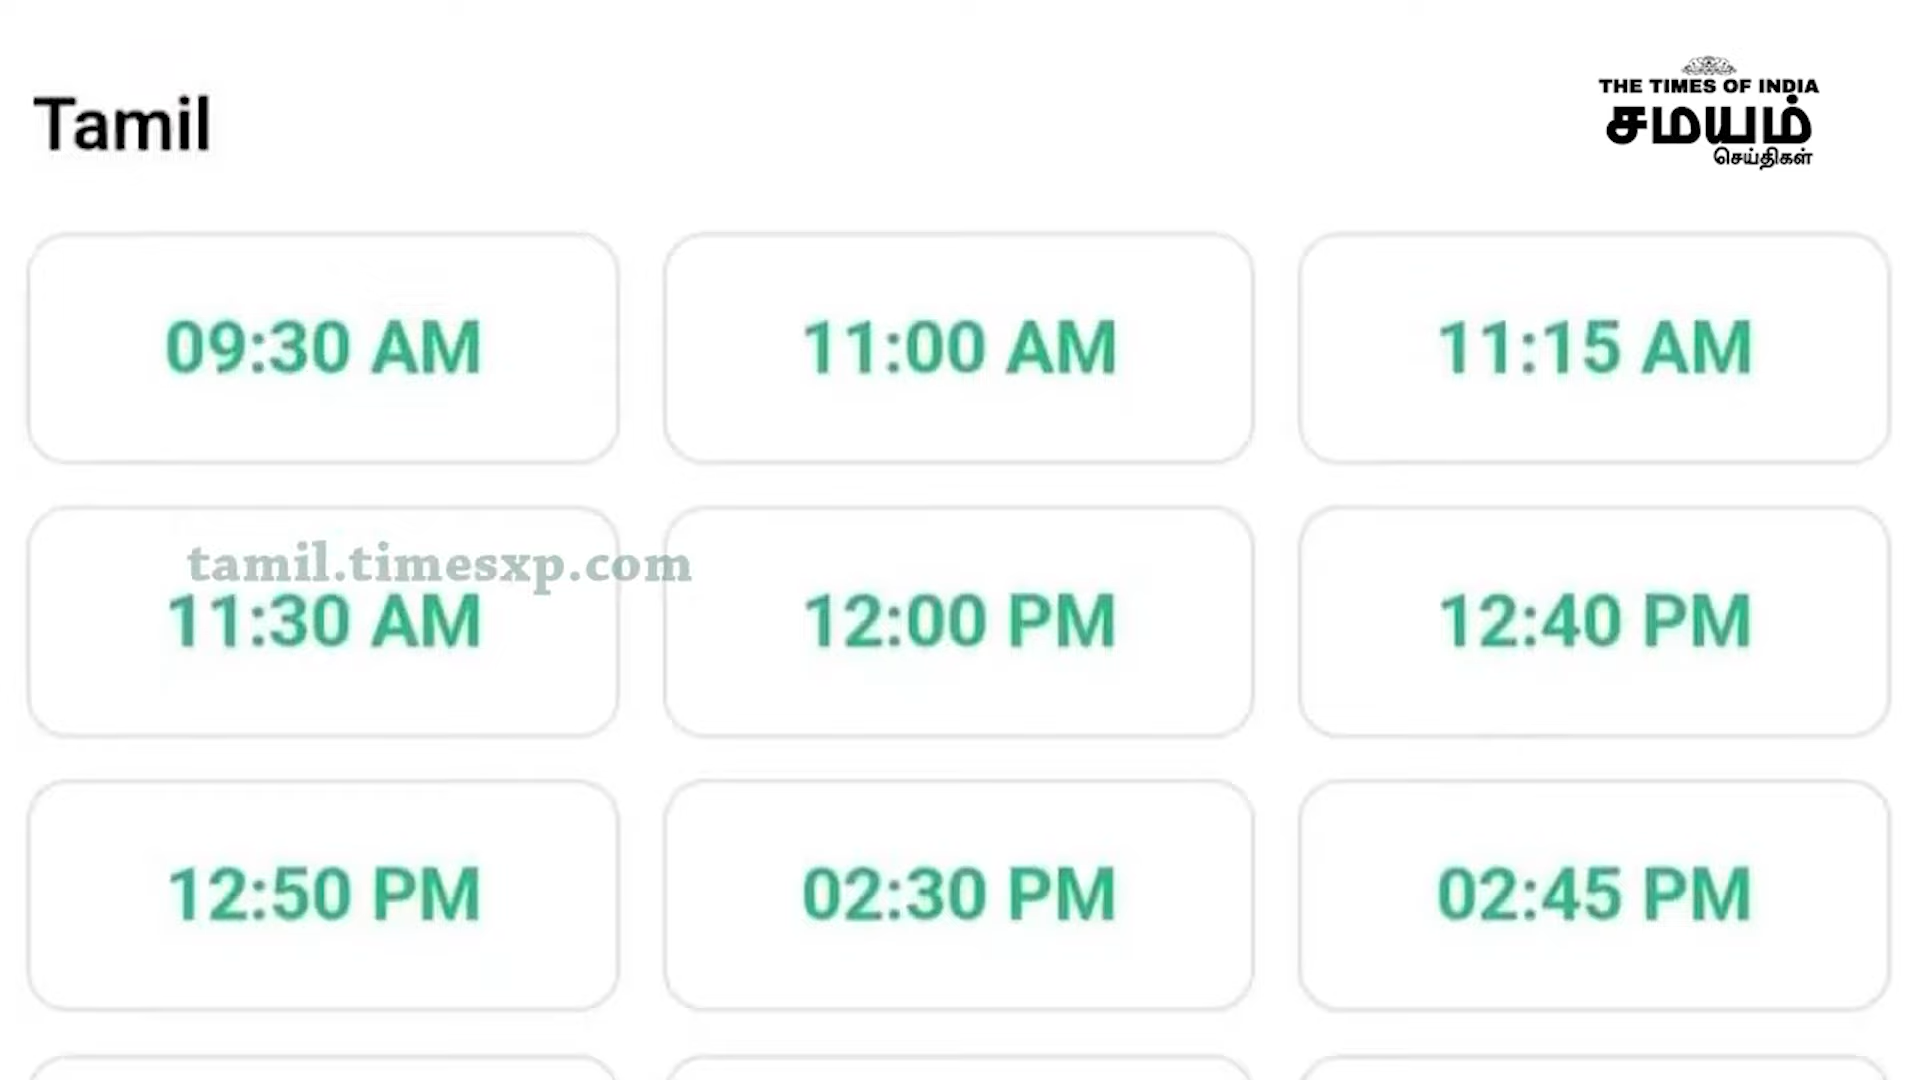 Tamil
THE TIMES OF INDIA
சமயம்
செய்திகள்
09:30 AM
11:00 AM
11:15 AM
tamil.timesxp.com
11:30 AM
12:00 PM
12:40 PM
12:50 PM
02:30 PM
02:45 PM